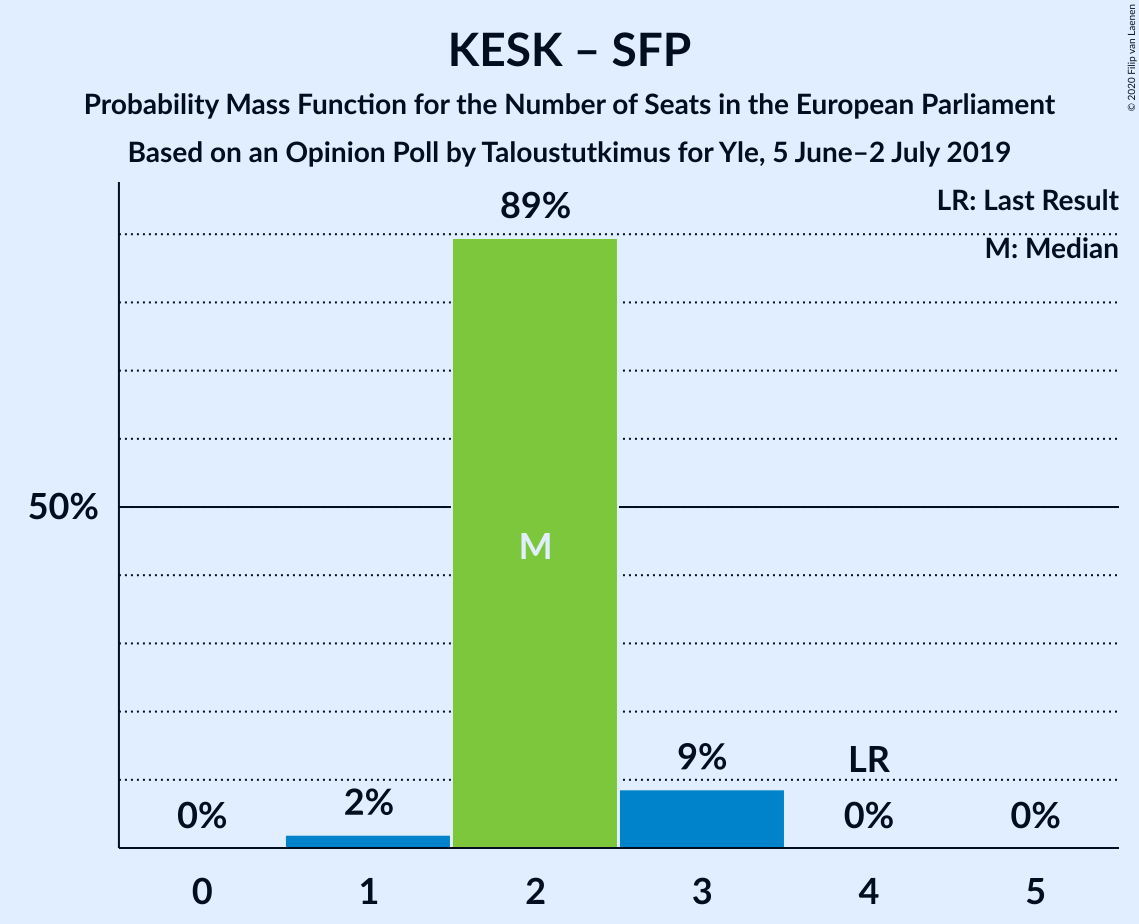 KESK – SFP
Probability Mass Function for the Number of Seats in the European Parliament
Based on an Opinion Poll by Taloustutkimus for Yle, 5 June–2 July 2019
© 2020 Filip van Laenen
LR: Last Result
M: Median
89%
50%
M
9%
LR
2%
0%
0%
0%
0 1 2 3 4 5